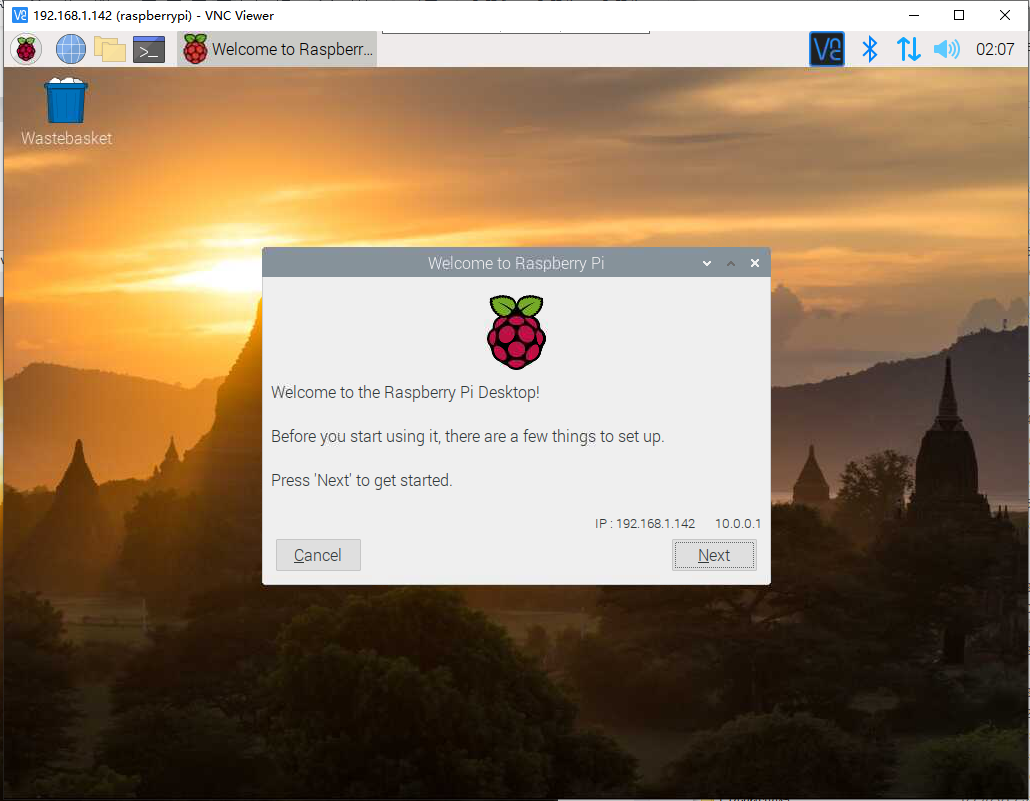 192.168.1.142 (raspberrypi) - VNC Viewer
Welcome to Raspberr...
02:07
Wastebasket
Welcome to Raspberry Pi
Welcome to the Raspberry Pi Desktop!
Before you start using it, there are a few things to set up.
Press 'Next' to get started.
IP : 192.168.1.142 10.0.0.1
Cancel
Next